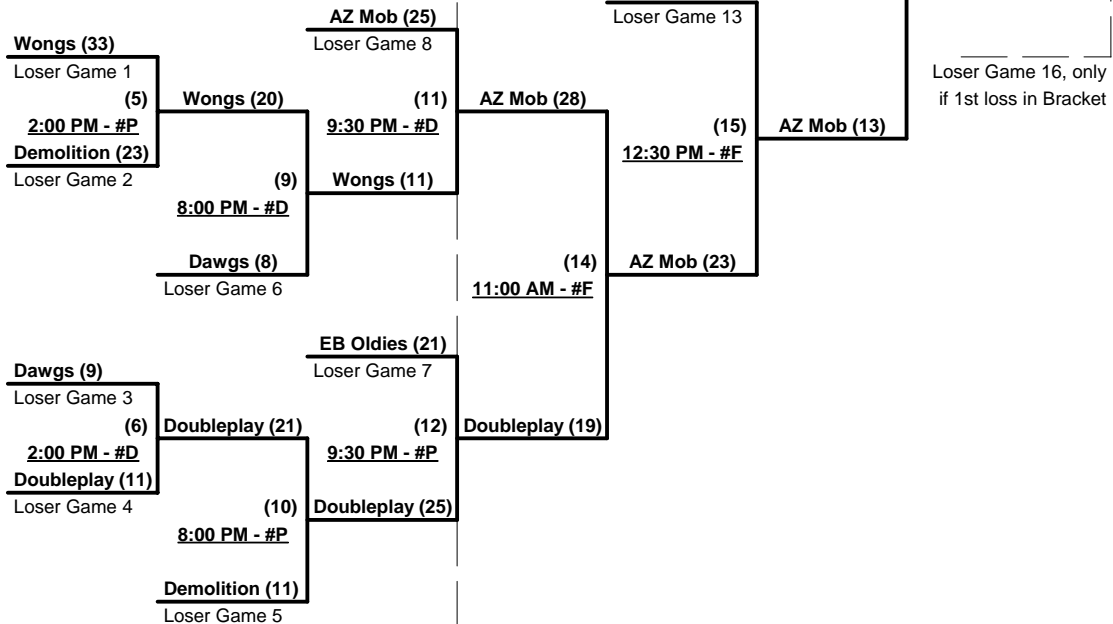 AZ Mob (25)
Loser Game 8
Loser Game 13
Wongs (33)
Loser Game 1
Loser Game 16, only
if 1st loss in Bracket
(5)
2:00 PM - #P
Wongs (20)
(11)
9:30 PM - #D
AZ Mob (28)
(15)
12:30 PM - #F
AZ Mob (13)
Demolition (23)
Loser Game 2
(9)
8:00 PM - #D
Wongs (11)
Dawgs (8)
Loser Game 6
(14)
11:00 AM - #F
AZ Mob (23)
EB Oldies (21)
Loser Game 7
Dawgs (9)
Loser Game 3
(6)
2:00 PM - #D
Doubleplay (21)
(12)
9:30 PM - #P
Doubleplay (19)
Doubleplay (11)
Loser Game 4
(10)
8:00 PM - #P
Doubleplay (25)
Demolition (11)
Loser Game 5